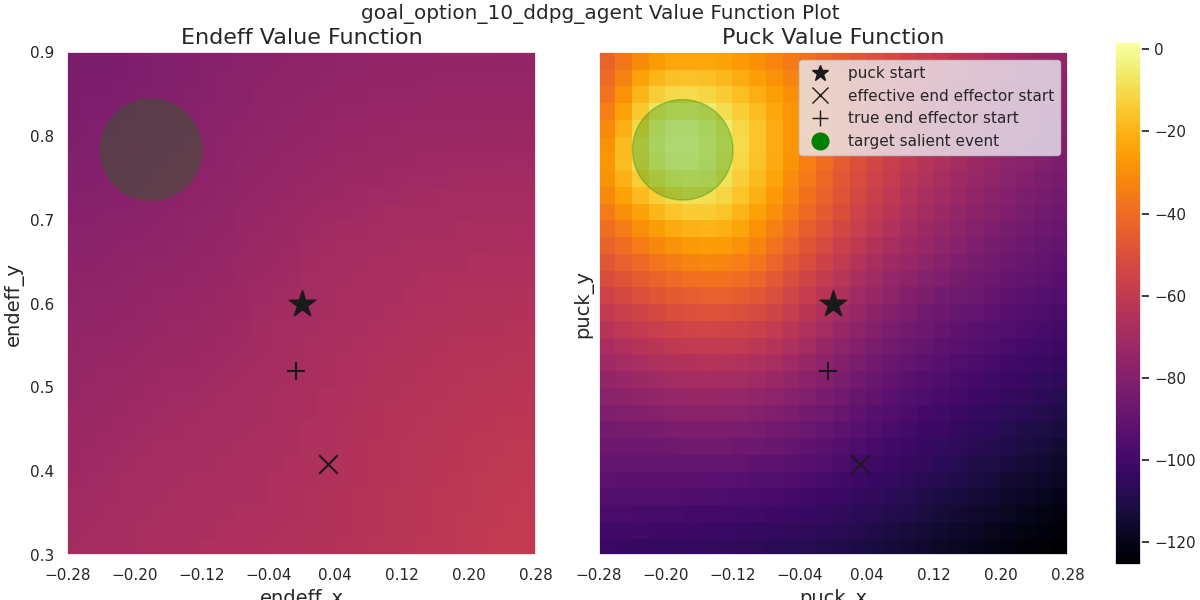 goal_option_10_ddpg_agent Value Function Plot
Endeff Value Function
Puck Value Function
puck start
effective end effector start
true end effector start
target salient event
0.9
0.8
0.7
0.6
0.5
0.4
0.3
endeff_y
−0.28 −0.20 −0.12 −0.04 0.04 0.12 0.20 0.28
endeff_x
puck_y
−0.28 −0.20 −0.12 −0.04 0.04 0.12 0.20 0.28
puck_x
0
−20
−40
−60
−80
−100
−120